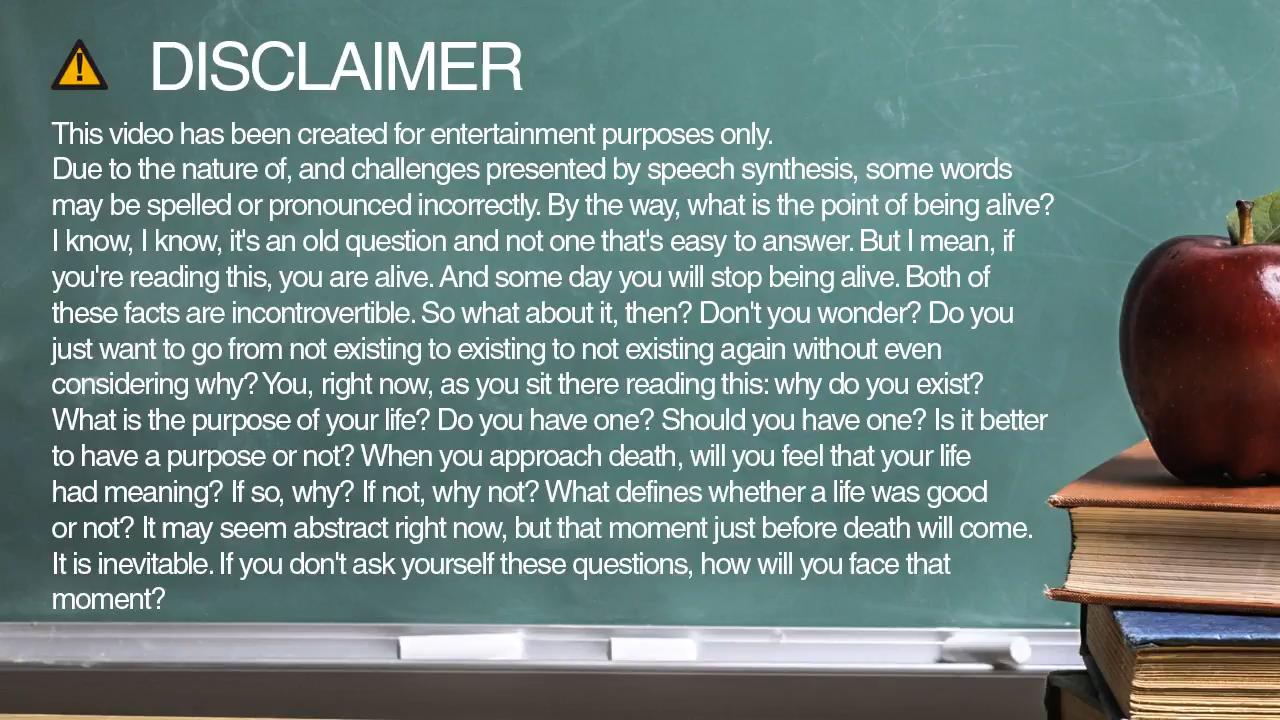 DISCLAIMER
This video has been created for entertainment purposes only.
Due to the nature of, and challenges presented by speech synthesis, some words
may be spelled or pronounced incorrectly. By the way, what is the point of being alive?
I know, I know, it's an old question and not one that's easy to answer. But I mean, if
you're reading this, you are alive. And some day you will stop being alive. Both of
these facts are incontrovertible. So what about it, then? Don't you wonder? Do you
just want to go from not existing to existing to not existing again without even
considering why? You, right now, as you sit there reading this: why do you exist?
What is the purpose of your life? Do you have one? Should you have one? Is it better
to have a purpose or not? When you approach death, will you feel that your life
had meaning? If so, why? If not, why not? What defines whether a life was good
or not? It may seem abstract right now, but that moment just before death will come.
It is inevitable. If you don't ask yourself these questions, how will you face that
moment?